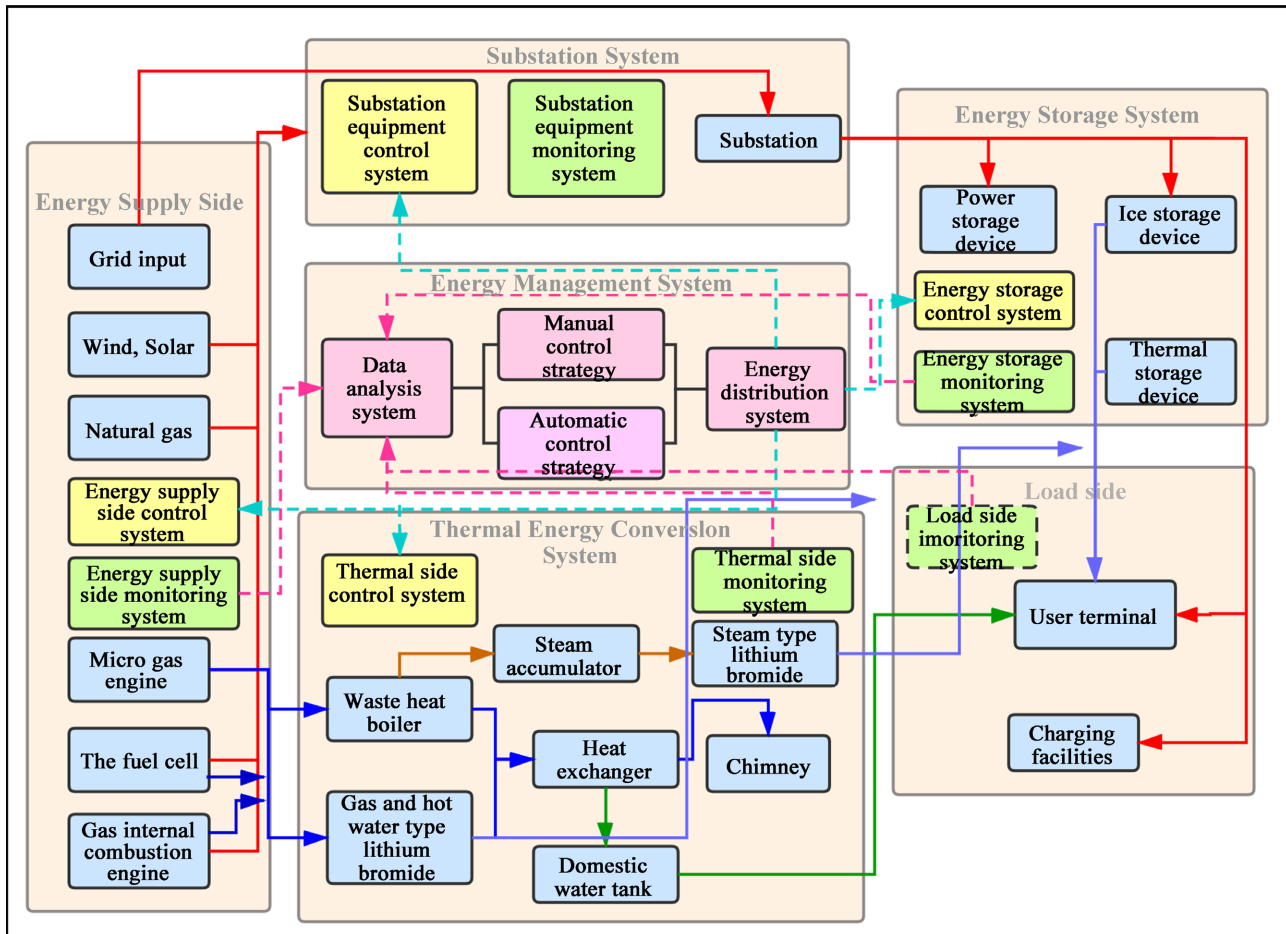 Substation System
Substation
equipment
control
system
Substation
equipment
monitoring
system
Substation
Energy Storage System
Power
storage
device
Ice storage
device
Energy storage
control system
Energy storage
monitoring
system
Thermal
storage
device
Energy Supply Side
Grid input
Wind, Solar
Natural gas
Energy supply
side control
system
Energy supply
side monitoring
system
Micro gas
engine
The fuel cell
Gas internal
combustion
engine
Energy Management System
Data
analysis
system
Manual
control
strategy
Automatic
control
strategy
Energy
distribution
system
Thermal Energy Converslon
System
Thermal side
control system
Thermal side
monitoring
system
Steam
accumulator
Steam type
lithium
bromide
Waste heat
boiler
Heat
exchanger
Chimney
Gas and hot
water type
lithium
bromide
Domestic
water tank
Load side
Load side
imoritoring
system
User terminal
Charging
facilities